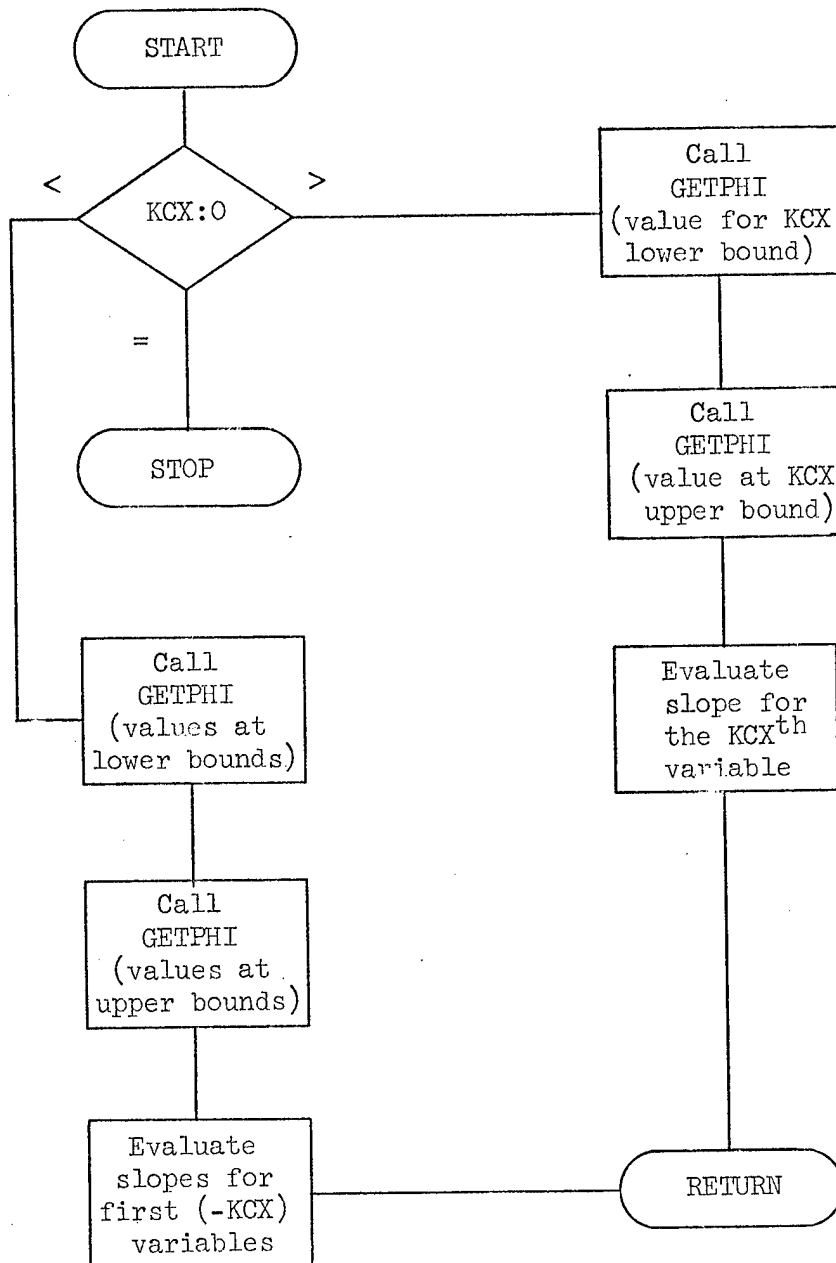 START
<
>
KCX:0
=
STOP
Call
GETPHI
(value for KCX
lower bound)
Call
GETPHI
(value at KCX
upper bound)
Evaluate
slope for
the KCXth
variable
Call
GETPHI
(values at
lower bounds)
Call
GETPHI
(values at
upper bounds)
Evaluate
slopes for
first (-KCX)
variables
RETURN